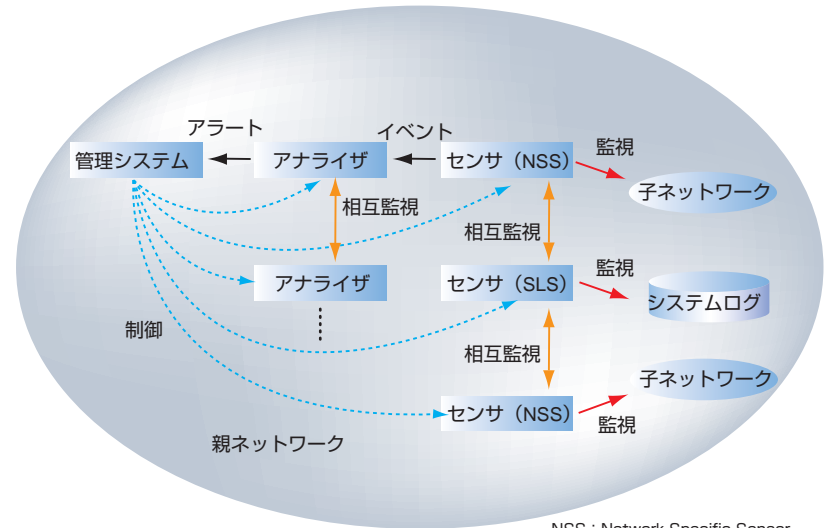 アラート
イベント
監視
管理システム
アナライザ
センサ（NSS）
子ネットワーク
相互監視
相互監視
監視
アナライザ
センサ（SLS）
システムログ
制御
相互監視
子ネットワーク
センサ（NSS）
監視
親ネットワーク
NSS : Network Specific Sensor